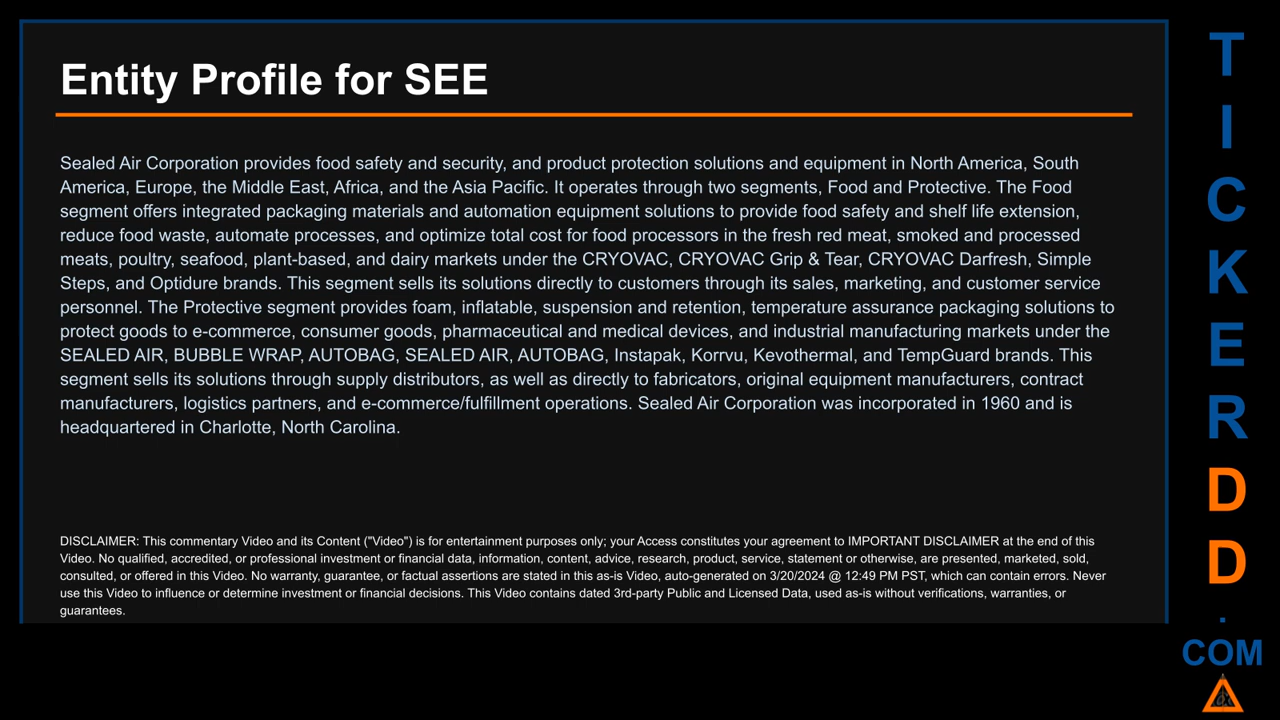 Entity Profile for SEE
Sealed Air Corporation provides food safety and security, and product protection solutions and equipment in North America, South
America, Europe, the Middle East, Africa, and the Asia Pacific. It operates through two segments, Food and Protective. The Food
segment offers integrated packaging materials and automation equipment solutions to provide food safety and shelf life extension,
reduce food waste, automate processes, and optimize total cost for food processors in the fresh red meat, smoked and processed
meats, poultry, seafood, plant-based, and dairy markets under the CRYOVAC, CRYOVAC Grip & Tear, CRYOVAC Darfresh, Simple
Steps, and Optidure brands. This segment sells its solutions directly to customers through its sales, marketing, and customer service
personnel. The Protective segment provides foam, inflatable, suspension and retention, temperature assurance packaging solutions to
protect goods to e-commerce, consumer goods, pharmaceutical and medical devices, and industrial manufacturing markets under the
SEALED AIR, BUBBLE WRAP, AUTOBAG, SEALED AIR, AUTOBAG, Instapak, Korrvu, Kevothermal, and TempGuard brands. This
segment sells its solutions through supply distributors, as well as directly to fabricators, original equipment manufacturers, contract
manufacturers, logistics partners, and e-commerce/fulfillment operations. Sealed Air Corporation was incorporated in 1960 and is
headquartered in Charlotte, North Carolina.
DISCLAIMER: This commentary Video and its Content ("Video") is for entertainment purposes only; your Access constitutes your agreement to IMPORTANT DISCLAIMER at the end of this
Video. No qualified, accredited, or professional investment or financial data, information, content, advice, research, product, service, statement or otherwise, are presented, marketed, sold,
consulted, or offered in this Video. No warranty, guarantee, or factual assertions are stated in this as-is Video, auto-generated on 3/20/2024 @ 12:49 PM PST, which can contain errors. Never
use this Video to influence or determine investment or financial decisions. This Video contains dated 3rd-party Public and Licensed Data, used as-is without verifications, warranties, or
guarantees.
T
I
C
K
E
R
D
D
.
COM